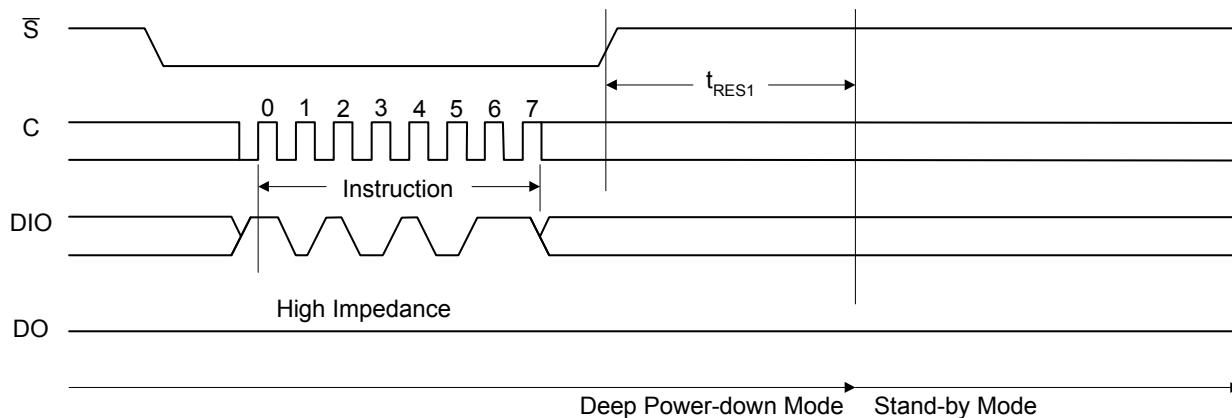 S̅
t_RES1
0 1 2 3 4 5 6 7
C
Instruction
DIO
High Impedance
DO
Deep Power-down Mode Stand-by Mode